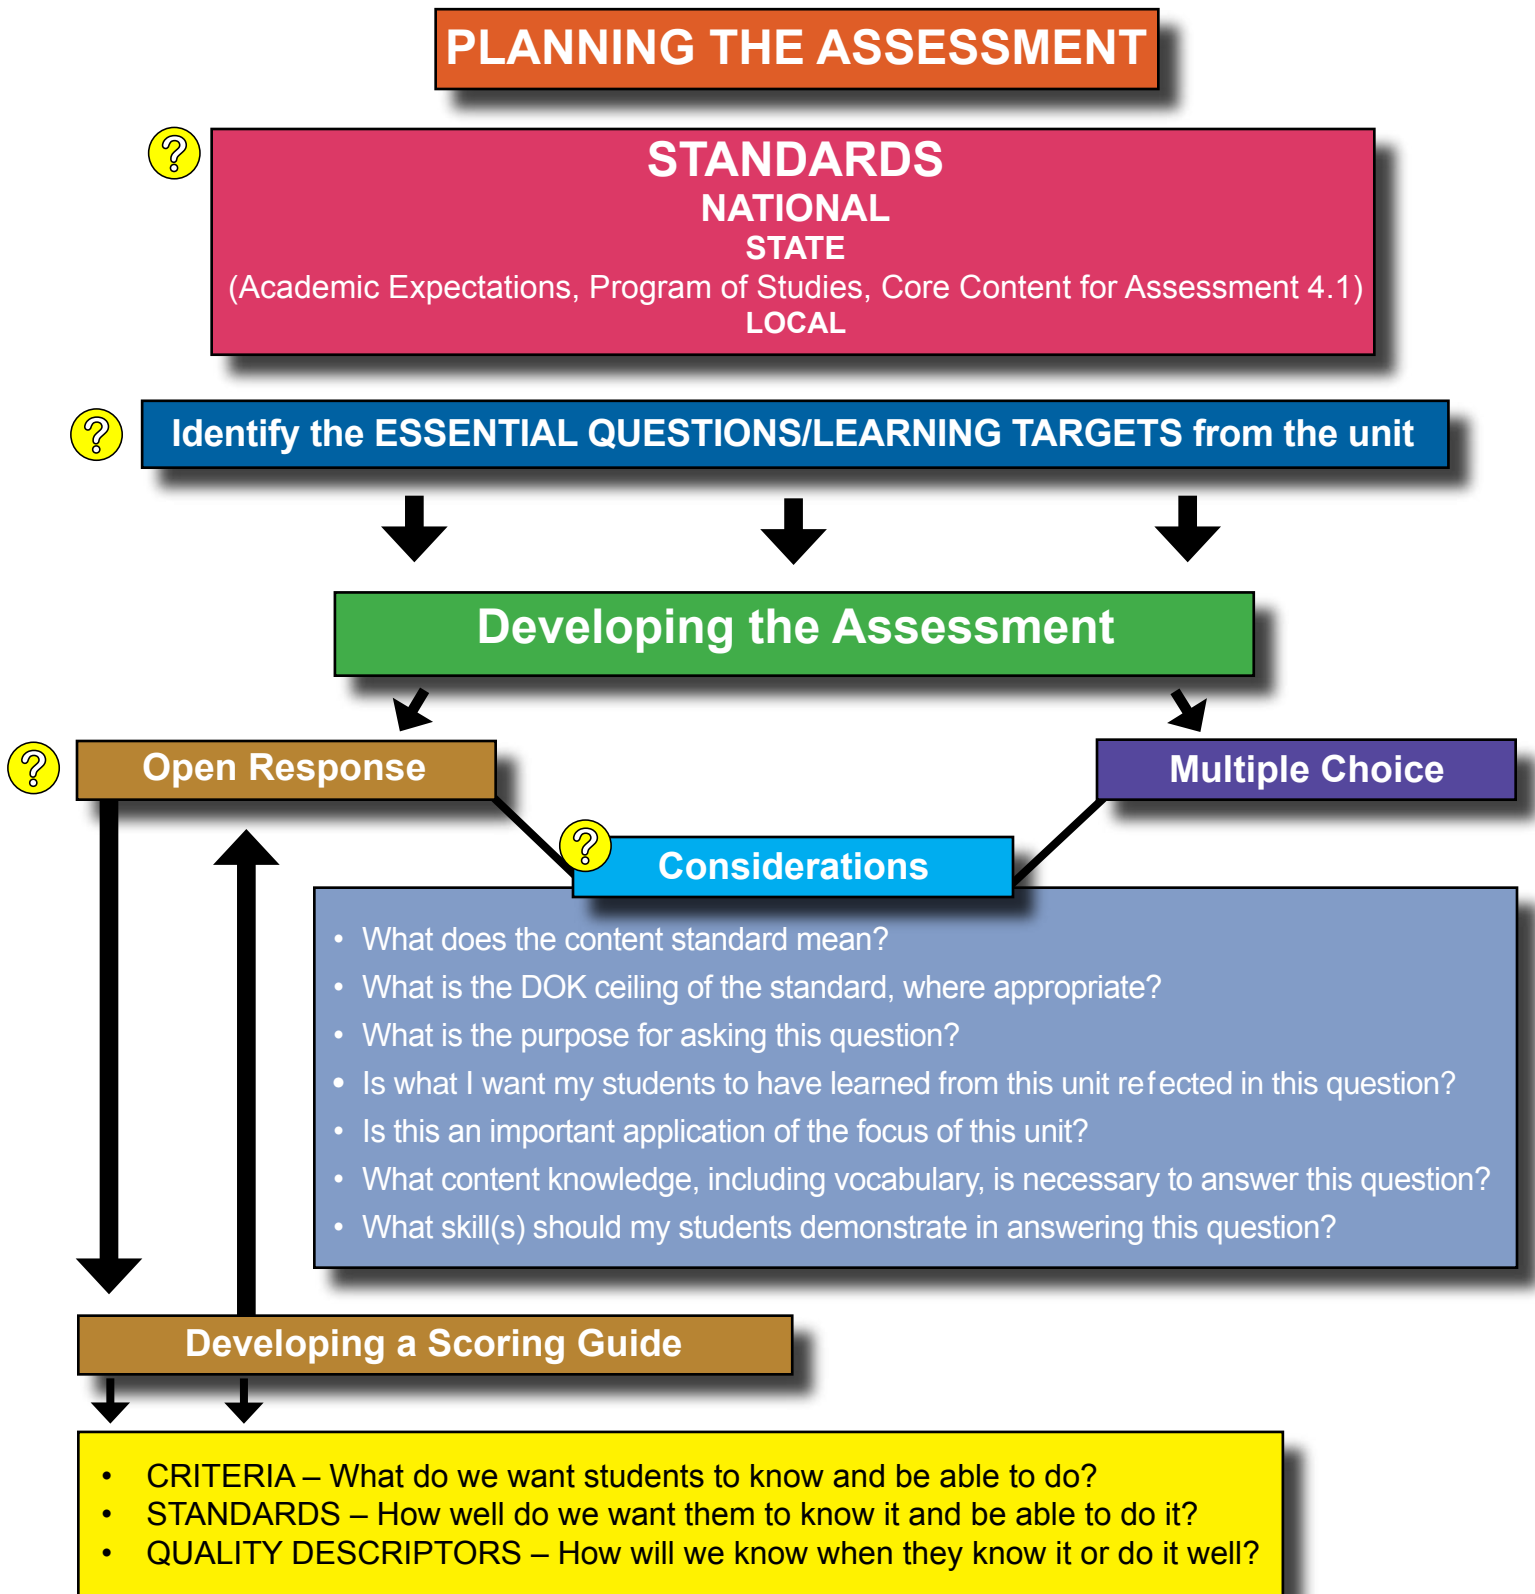 PLANNING THE ASSESSMENT
?
STANDARDS
NATIONAL
STATE
(Academic Expectations, Program of Studies, Core Content for Assessment 4.1)
LOCAL
?
Identify the ESSENTIAL QUESTIONS/LEARNING TARGETS from the unit
Developing the Assessment
?
Open Response
Multiple Choice
?
Considerations
• What does the content standard mean?
• What is the DOK ceiling of the standard, where appropriate?
• What is the purpose for asking this question?
• Is what I want my students to have learned from this unit refected in this question?
• Is this an important application of the focus of this unit?
• What content knowledge, including vocabulary, is necessary to answer this question?
• What skill(s) should my students demonstrate in answering this question?
Developing a Scoring Guide
• CRITERIA – What do we want students to know and be able to do?
• STANDARDS – How well do we want them to know it and be able to do it?
• QUALITY DESCRIPTORS – How will we know when they know it or do it well?